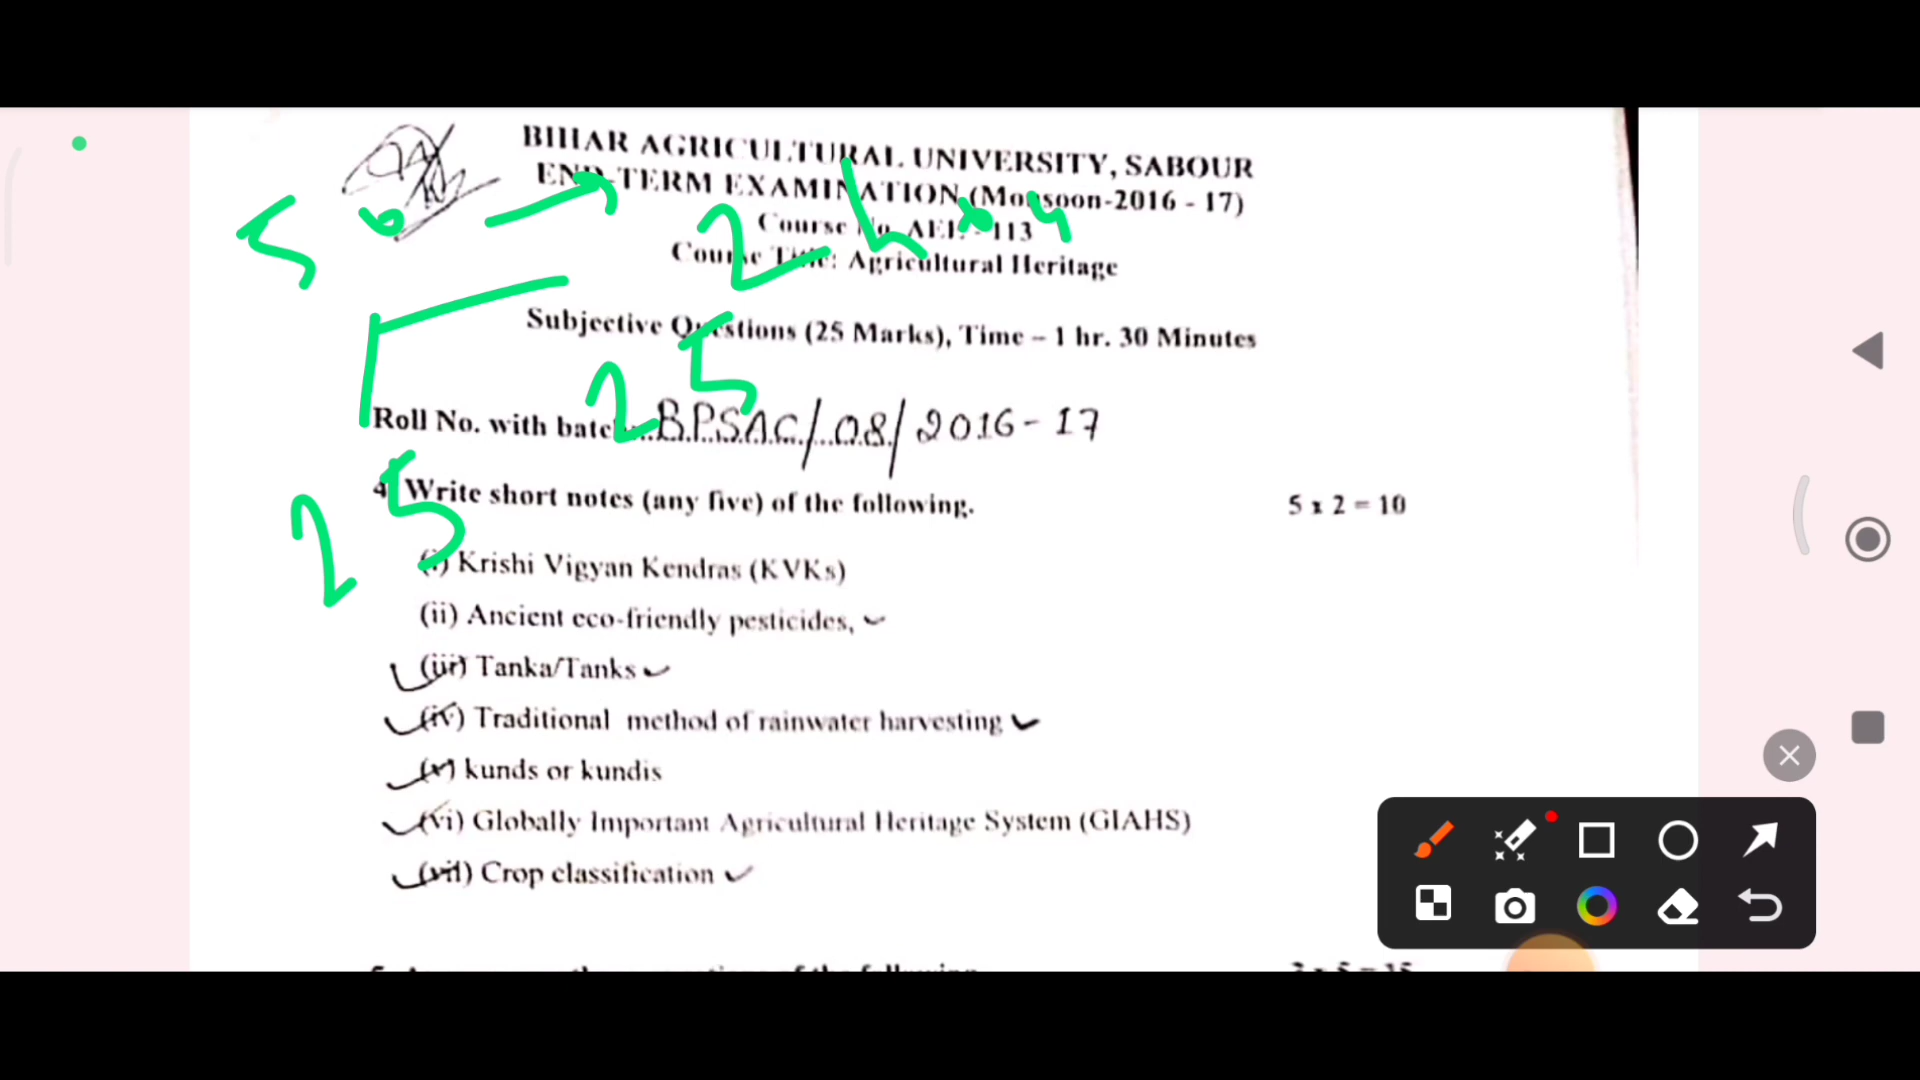 BIHAR AGRICULTURAL UNIVERSITY, SABOUR
END-TERM EXAMINATION (Monsoon-2016 - 17)
Course No. 113
Course Title: Agricultural Heritage
50 → 2
Subjective Questions (25 Marks), Time – 1 hr. 30 Minutes
25
Roll No. with batch BPSAC/08/2016-17
25
4. Write short notes (any five) of the following. 5 x 2 = 10
(i) Krishi Vigyan Kendras (KVKs)
(ii) Ancient eco-friendly pesticides,
(iii) Tanka/Tanks
(iv) Traditional method of rainwater harvesting
(v) kunds or kundis
(vi) Globally Important Agricultural Heritage System (GIAHS)
(vii) Crop classification
of the following